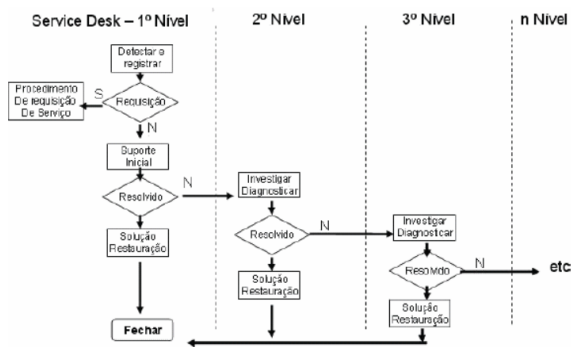 Service Desk – 1º Nível
2º Nível
3º Nível
n Nível
Detectar e
registrar
Procedimento
De requisição
De Serviço
S
Requisição
N
Suporte
Inicial
Resolvido
N
Investigar
Diagnosticar
Solução
Restauração
Resolvido
N
Investigar
Diagnosticar
Solução
Restauração
Resolvido
N
etc
Solução
Restauração
Fechar